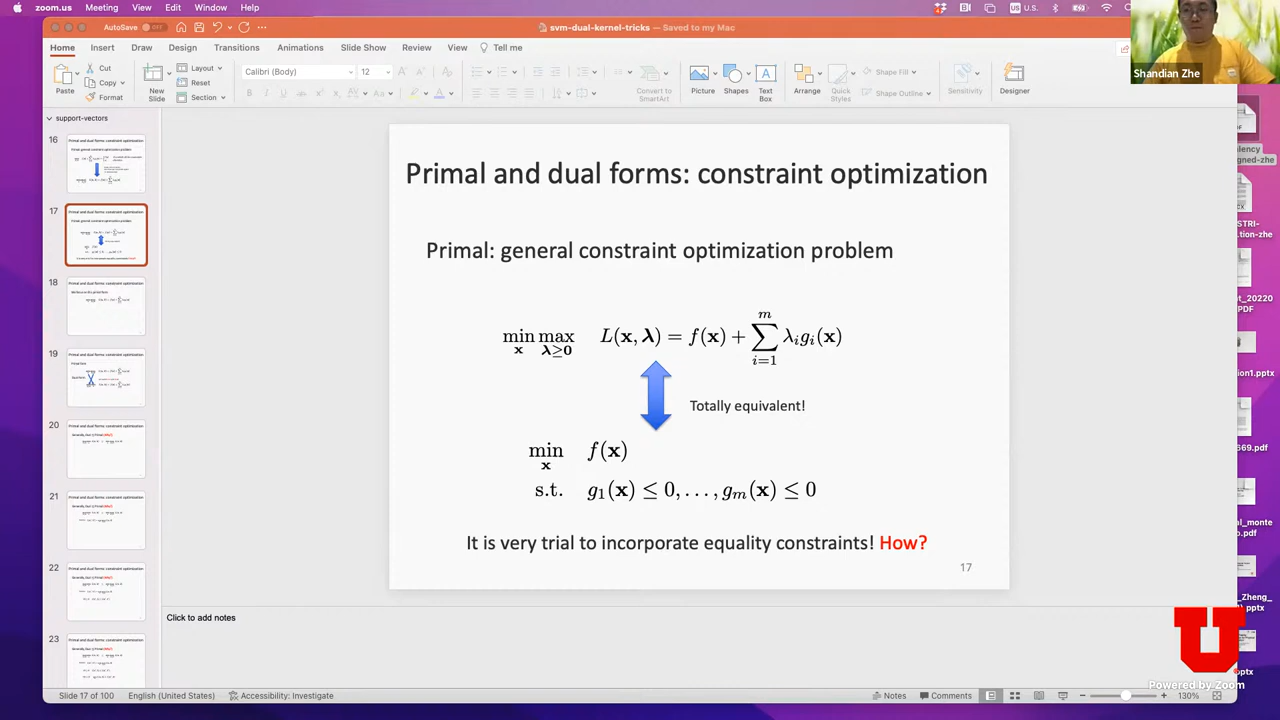 zoom.us Meeting View Edit Window Help
U.S.
AutoSave OFF
svm-dual-kernel-tricks — Saved to my Mac
Home Insert Draw Design Transitions Animations Slide Show Review View Tell me
Shandian Zhe
Paste
Cut
Copy
Format
New Slide
Layout
Reset
Section
Calibri (Body) 12
Convert to SmartArt
Picture
Shapes
Text Box
Arrange
Quick Styles
Shape Fill
Shape Outline
Sensitivity
Designer
support-vectors
16
17
18
19
20
21
22
23
Primal and dual forms: constraint optimization
Primal: general constraint optimization problem
min_x max_{λ≥0} L(x, λ) = f(x) + ∑_{i=1}^{m} λ_i g_i(x)
Totally equivalent!
min_x f(x)
s.t. g_1(x) ≤ 0, . . . , g_m(x) ≤ 0
It is very trial to incorporate equality constraints! How?
17
Click to add notes
Powered by Zoom
Slide 17 of 100 English (United States) Accessibility: Investigate Notes Comments 130%